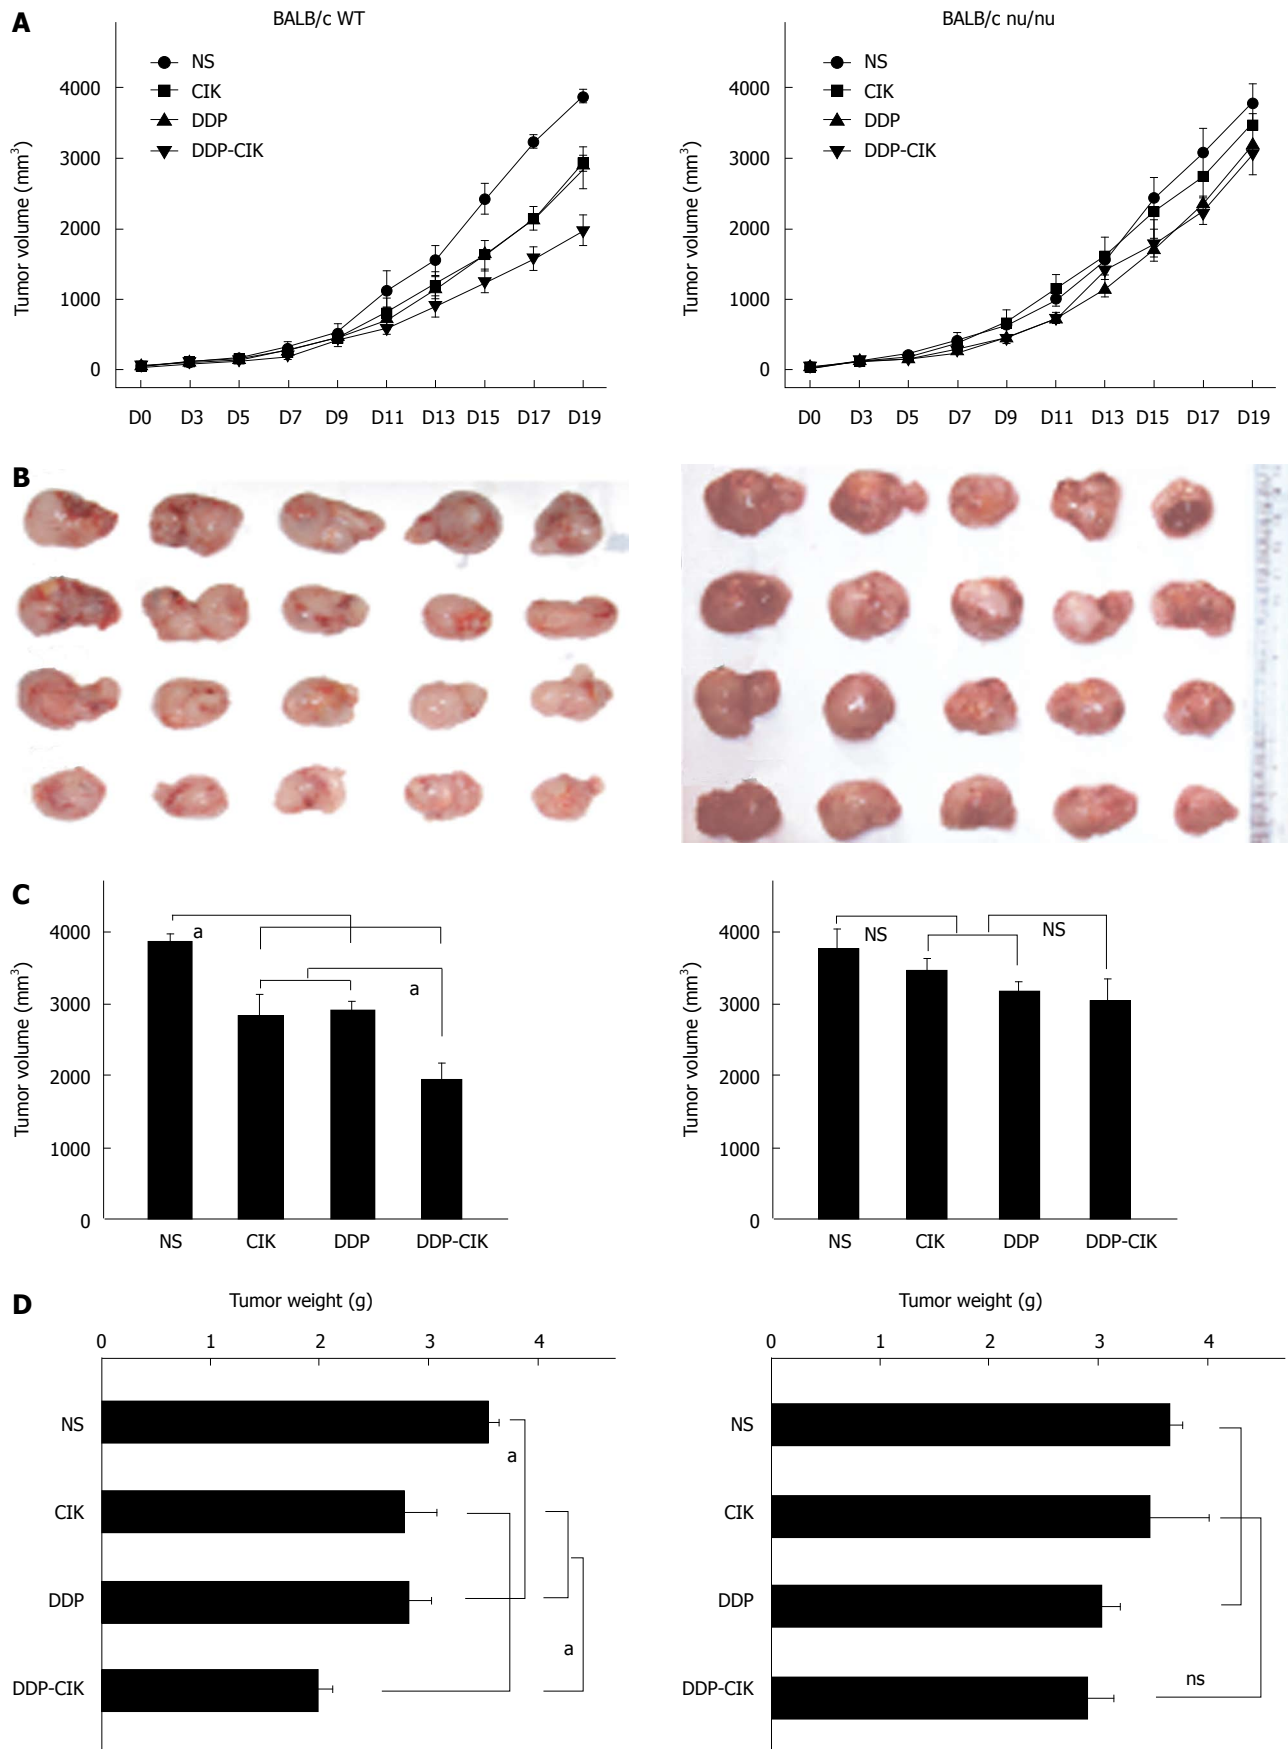 A
BALB/c WT
Tumor volume (mm³)
4000
3000
2000
1000
0
NS
CIK
DDP
DDP-CIK
D0 D3 D5 D7 D9 D11 D13 D15 D17 D19
BALB/c nu/nu
Tumor volume (mm³)
4000
3000
2000
1000
0
NS
CIK
DDP
DDP-CIK
D0 D3 D5 D7 D9 D11 D13 D15 D17 D19
B
C
Tumor volume (mm³)
4000
3000
2000
1000
0
a
a
NS CIK DDP DDP-CIK
Tumor volume (mm³)
4000
3000
2000
1000
0
NS
NS
NS CIK DDP DDP-CIK
D
Tumor weight (g)
0 1 2 3 4
NS
CIK
DDP
DDP-CIK
a
a
Tumor weight (g)
0 1 2 3 4
NS
CIK
DDP
DDP-CIK
ns